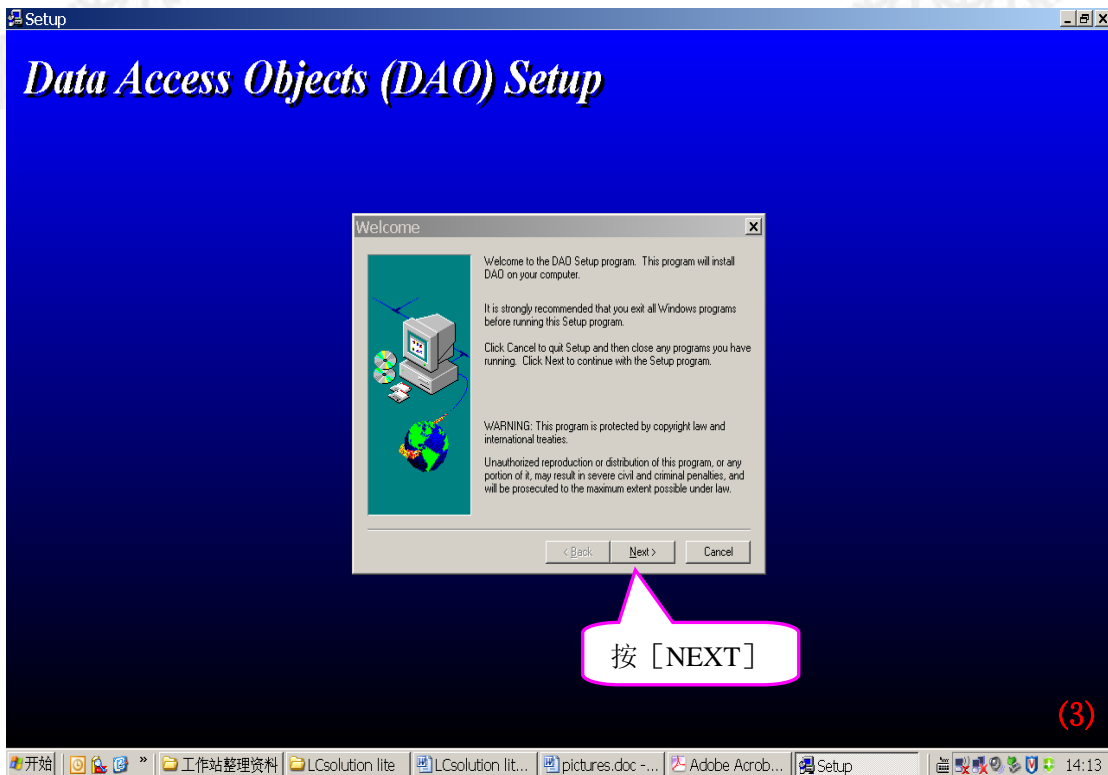 Setup
Data Access Objects (DAO) Setup
Welcome
Welcome to the DAO Setup program. This program will install
DAO on your computer.
It is strongly recommended that you exit all Windows programs
before running this Setup program.
Click Cancel to quit Setup and then close any programs you have
running. Click Next to continue with the Setup program.
WARNING: This program is protected by copyright law and
international treaties.
Unauthorized reproduction or distribution of this program, or any
portion of it, may result in severe civil and criminal penalties, and
will be prosecuted to the maximum extent possible under law.
< Back Next > Cancel
按［NEXT］
(3)
开始 » 工作站整理资料 LCsolution lite LCsolution lit... pictures.doc -... Adobe Acrob... Setup 14:13